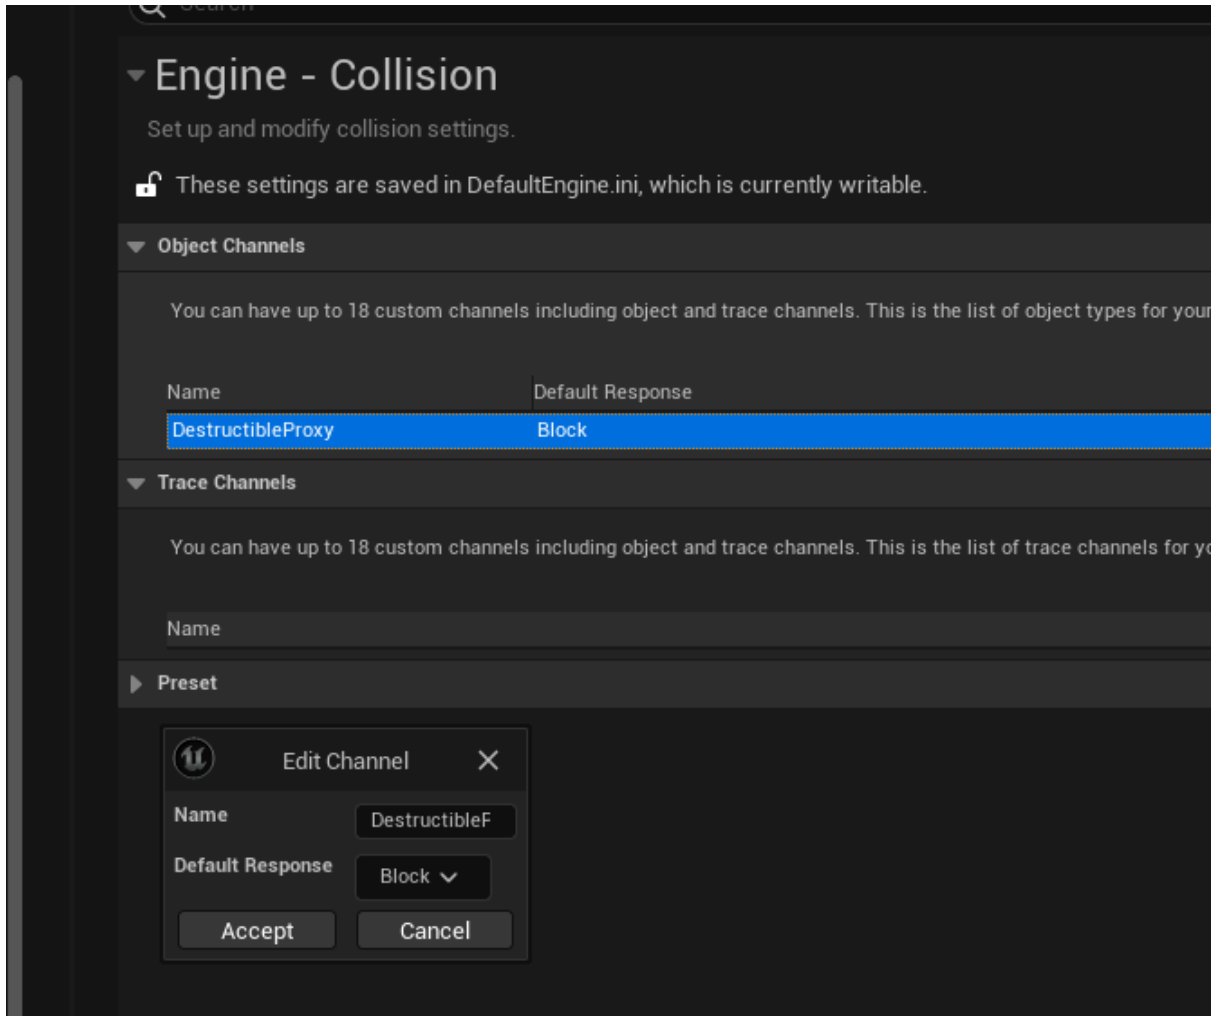 Search
Engine - Collision
Set up and modify collision settings.
These settings are saved in DefaultEngine.ini, which is currently writable.
Object Channels
You can have up to 18 custom channels including object and trace channels. This is the list of object types for your
Name Default Response
DestructibleProxy Block
Trace Channels
You can have up to 18 custom channels including object and trace channels. This is the list of trace channels for
Name
Preset
Edit Channel
Name DestructibleP
Default Response Block
Accept Cancel